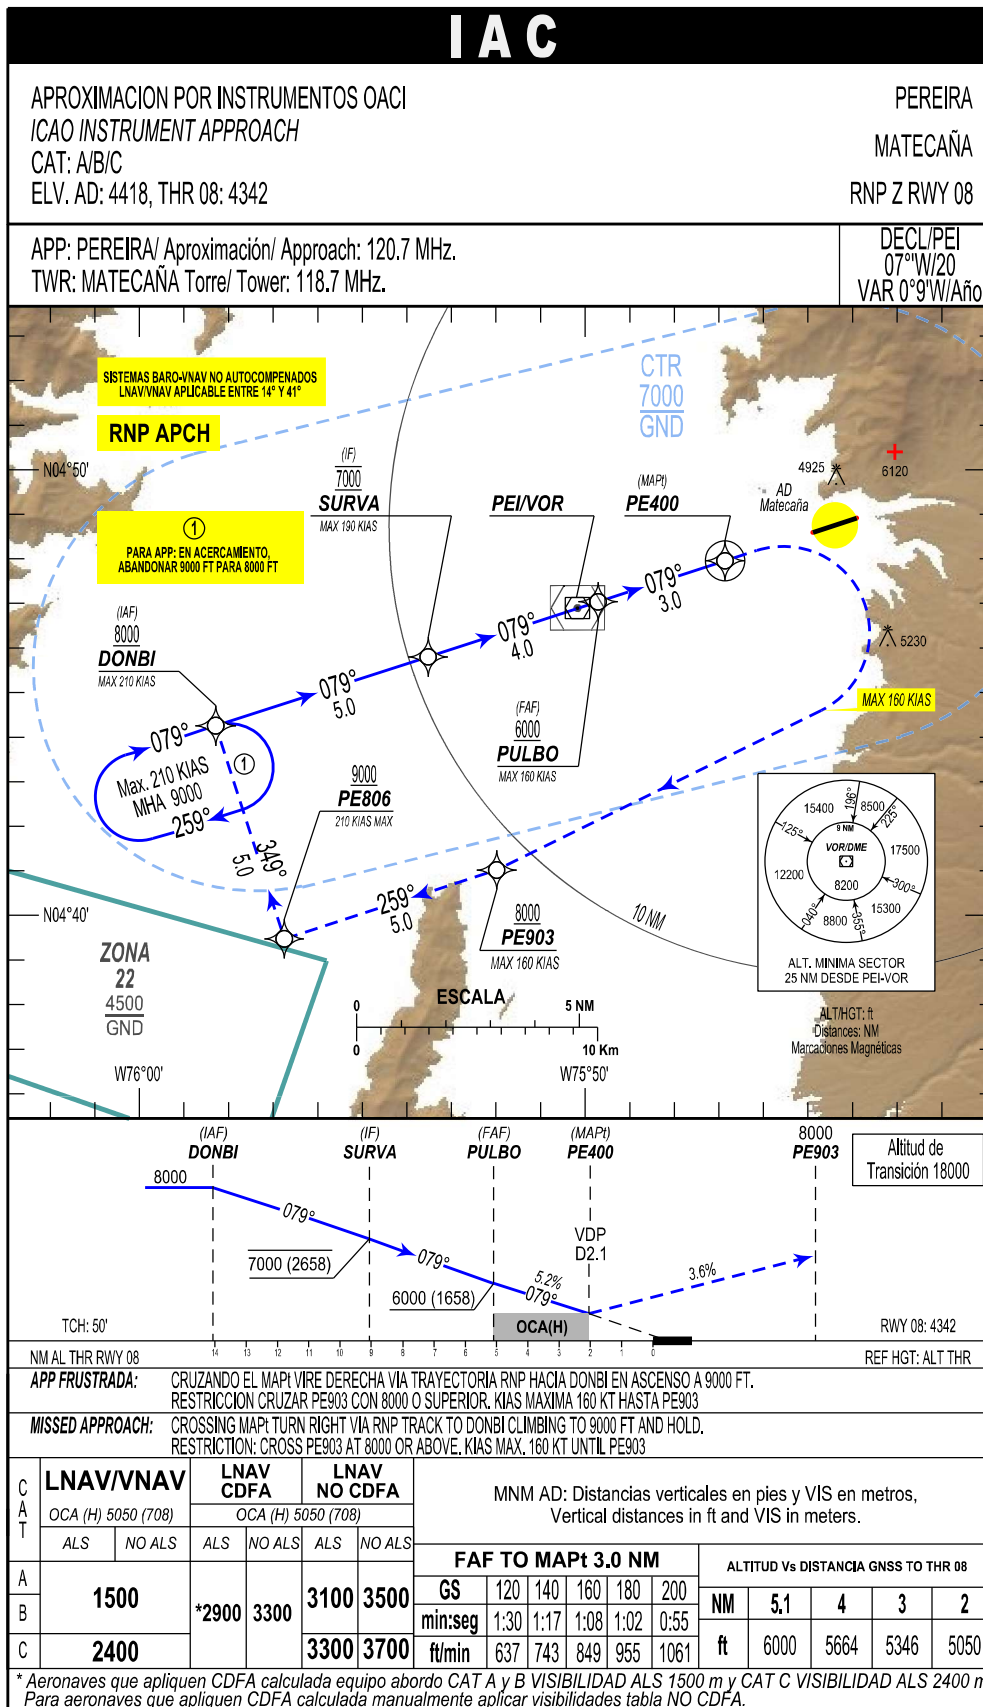 IAC
APROXIMACION POR INSTRUMENTOS OACI
ICAO INSTRUMENT APPROACH
CAT: A/B/C
ELV. AD: 4418, THR 08: 4342
PEREIRA
MATECAÑA
RNP Z RWY 08
APP: PEREIRA/ Aproximación/ Approach: 120.7 MHz.
TWR: MATECAÑA Torre/ Tower: 118.7 MHz.
DECL/PEI
07°'W/20
VAR 0°9'W/Año
SISTEMAS BARO-VNAV NO AUTOCOMPENADOS
LNAV/VNAV APLICABLE ENTRE 14° Y 41°
RNP APCH
CTR
7000
GND
N04°50'
(IF)
7000
SURVA
MAX 190 KIAS
PEI/VOR
(MAPt)
PE400
4925
6120
AD
Matecaña
1
PARA APP: EN ACERCAMIENTO,
ABANDONAR 9000 FT PARA 8000 FT
(IAF)
8000
DONBI
MAX 210 KIAS
079°
3.0
079°
4.0
079°
5.0
079°
5230
MAX 160 KIAS
(FAF)
6000
PULBO
MAX 160 KIAS
Max. 210 KIAS
MHA 9000
1
259°
9000
PE806
210 KIAS MAX
349°
5.0
259°
5.0
8000
PE903
MAX 160 KIAS
10 NM
N04°40'
ZONA
22
4500
GND
15400
196°
8500
225°
125°
9 NM
VOR/DME
17500
12200
8200
300°
040°
8800
355°
15300
ALT. MINIMA SECTOR
25 NM DESDE PEI-VOR
ESCALA
0 5 NM
0 10 Km
ALT/HGT: ft
Distances: NM
Marcaciones Magnéticas
W76°00'
W75°50'
(IAF)
DONBI
(IF)
SURVA
(FAF)
PULBO
(MAPt)
PE400
8000
PE903
Altitud de
Transición 18000
8000
079°
7000 (2658)
079°
6000 (1658)
5.2%
079°
VDP
D2.1
3.6%
OCA(H)
TCH: 50'
RWY 08: 4342
NM AL THR RWY 08
14 13 12 11 10 9 8 7 6 5 4 3 2 1 0
REF HGT: ALT THR
APP FRUSTRADA: CRUZANDO EL MAPt VIRE DERECHA VIA TRAYECTORIA RNP HACIA DONBI EN ASCENSO A 9000 FT.
RESTRICCION CRUZAR PE903 CON 8000 O SUPERIOR. KIAS MAXIMA 160 KT HASTA PE903
MISSED APPROACH: CROSSING MAPt TURN RIGHT VIA RNP TRACK TO DONBI CLIMBING TO 9000 FT AND HOLD.
RESTRICTION: CROSS PE903 AT 8000 OR ABOVE. KIAS MAX. 160 KT UNTIL PE903
CAT
LNAV/VNAV
OCA (H) 5050 (708)
LNAV CDFA
LNAV NO CDFA
OCA (H) 5050 (708)
ALS NO ALS ALS NO ALS ALS NO ALS
A
B
C
1500
2400
*2900 3300
3100 3500
3300 3700
MNM AD: Distancias verticales en pies y VIS en metros,
Vertical distances in ft and VIS in meters.
FAF TO MAPt 3.0 NM
GS 120 140 160 180 200
min:seg 1:30 1:17 1:08 1:02 0:55
ft/min 637 743 849 955 1061
ALTITUD Vs DISTANCIA GNSS TO THR 08
NM 5.1 4 3 2
ft 6000 5664 5346 5050
* Aeronaves que apliquen CDFA calculada equipo abordo CAT A y B VISIBILIDAD ALS 1500 m y CAT C VISIBILIDAD ALS 2400 m
Para aeronaves que apliquen CDFA calculada manualmente aplicar visibilidades tabla NO CDFA.